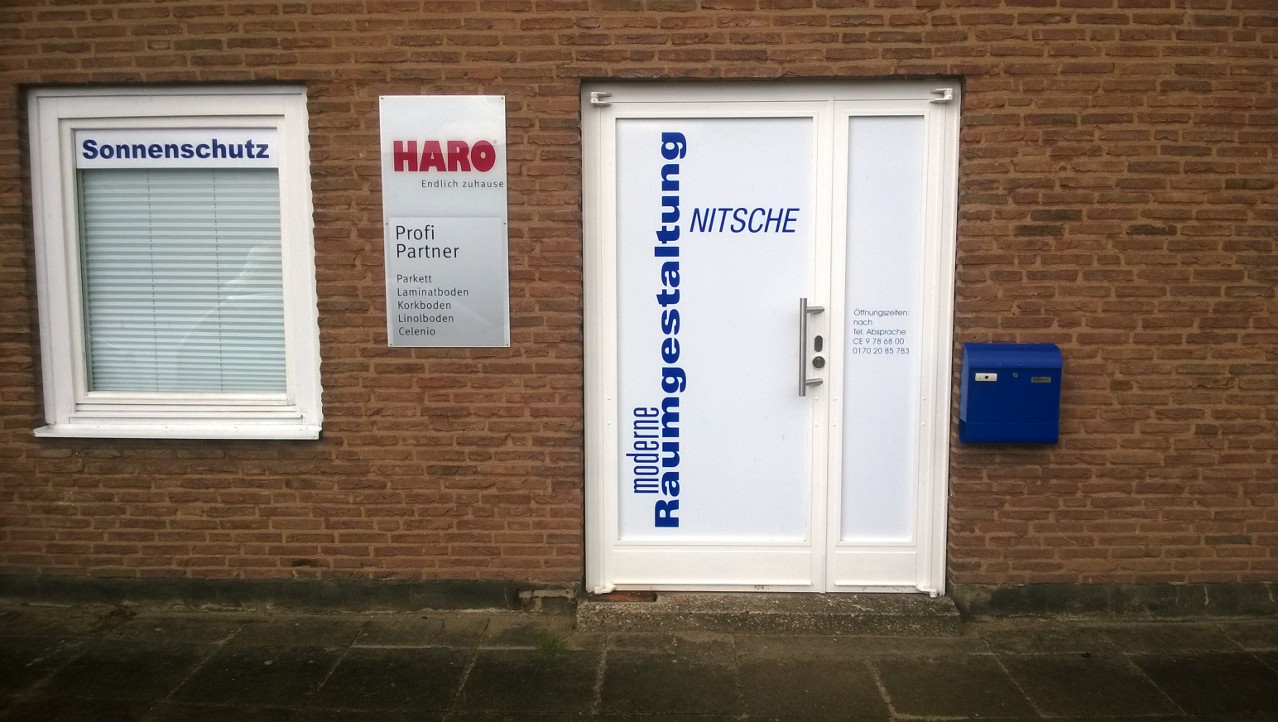 Sonnenschutz
HARO
Endlich zuhause
Profi
Partner
Parkett
Laminatboden
Korkboden
Linolboden
Celenio
moderne
Raumgestaltung
NITSCHE
Öffnungszeiten:
nach
Tel. Absprache
CE 9 78 68 00
0170 20 85 783